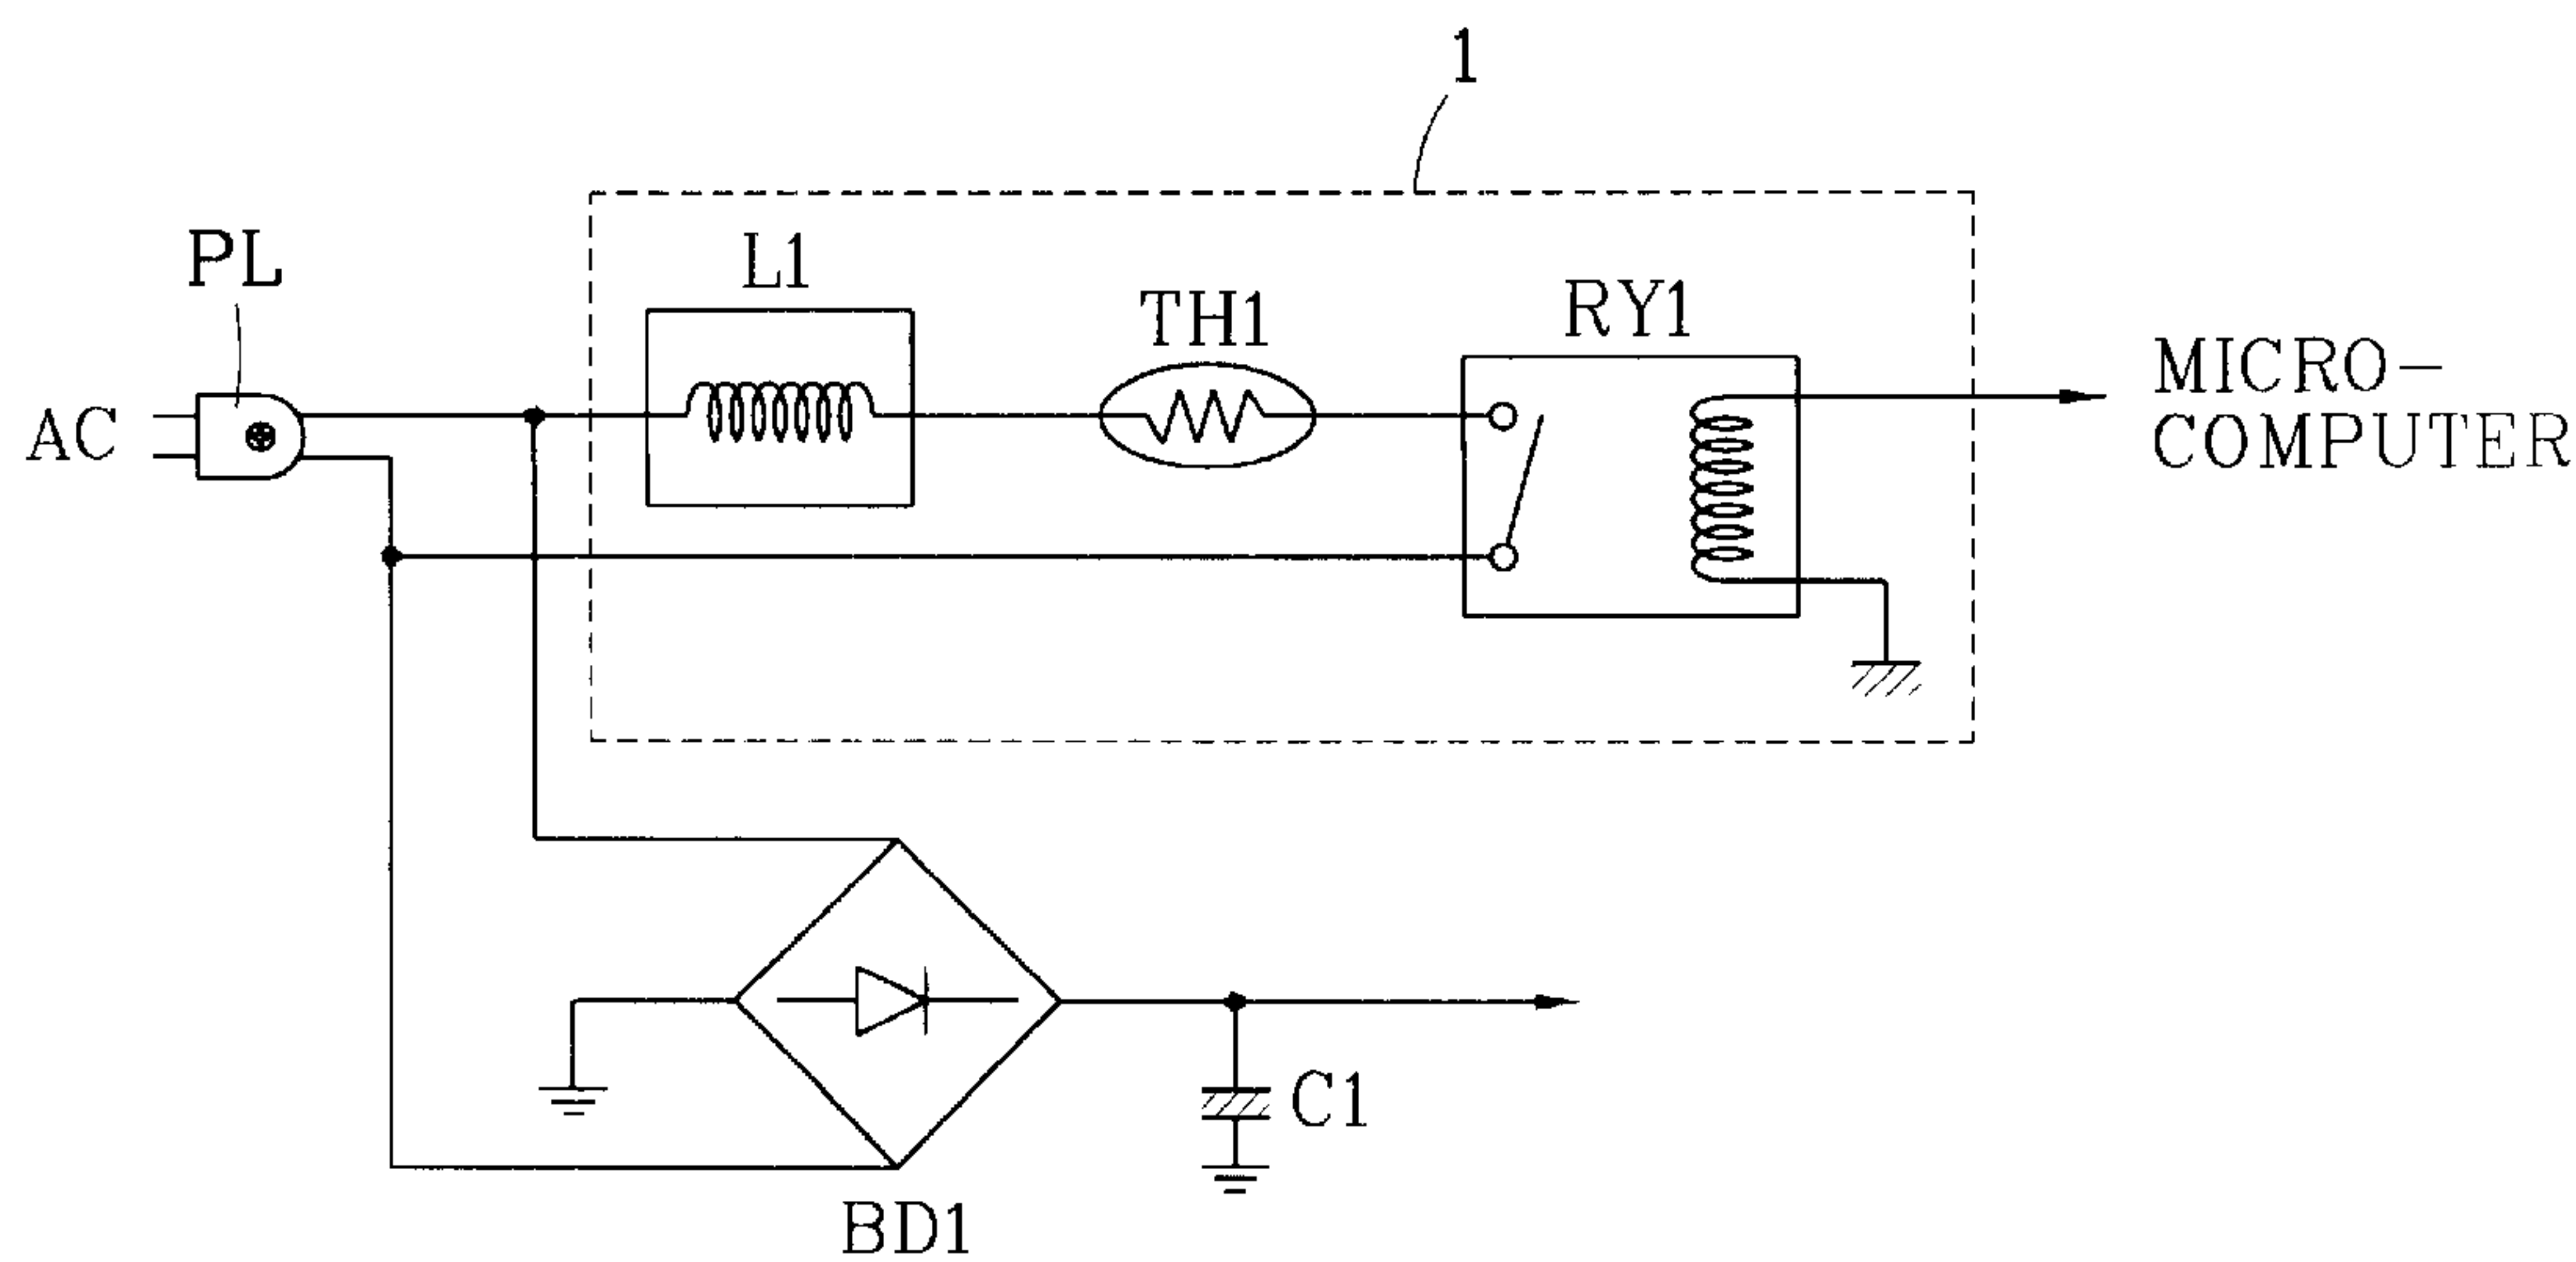 1
PL
L1
TH1
RY1
AC
MICRO-
COMPUTER
C1
BD1